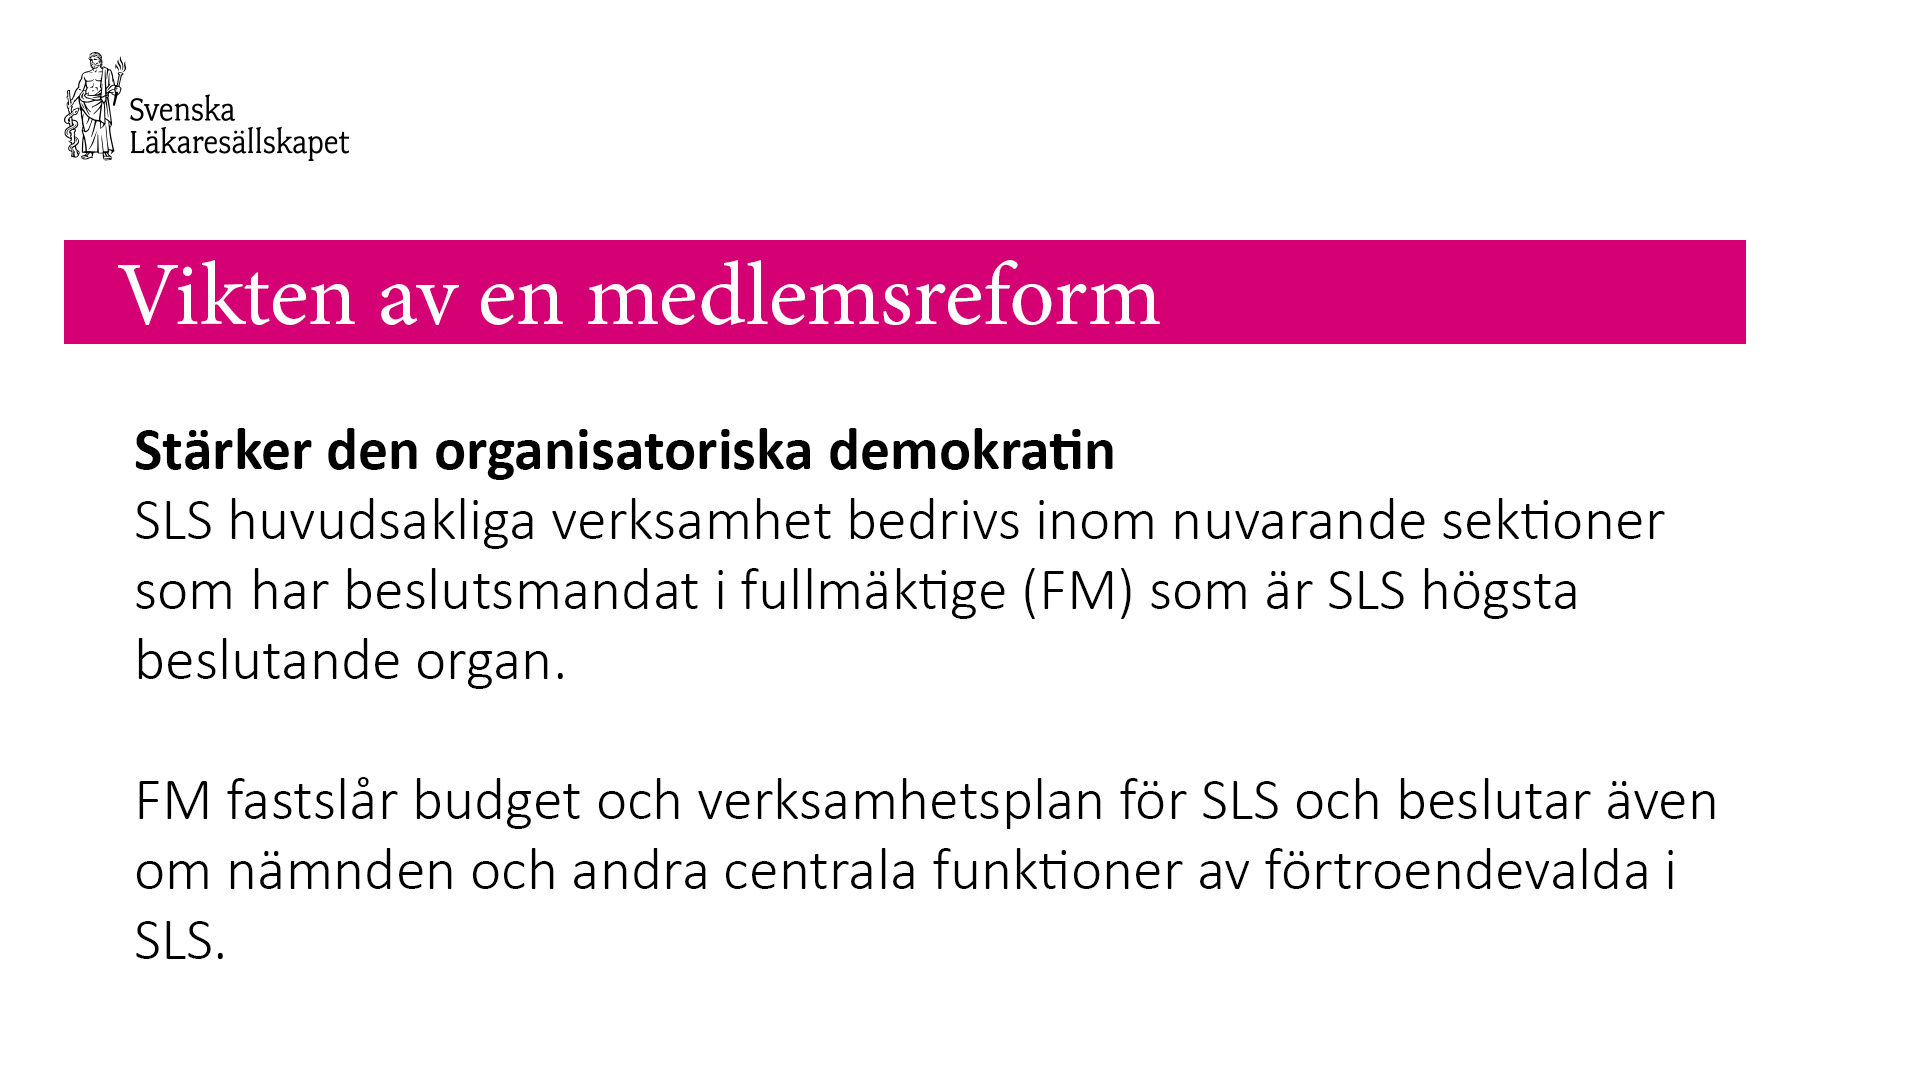 Svenska
Läkaresällskapet
Vikten av en medlemsreform
Stärker den organisatoriska demokratin
SLS huvudsakliga verksamhet bedrivs inom nuvarande sektioner
som har beslutsmandat i fullmäktige (FM) som är SLS högsta
beslutande organ.
FM fastslår budget och verksamhetsplan för SLS och beslutar även
om nämnden och andra centrala funktioner av förtroendevalda i
SLS.